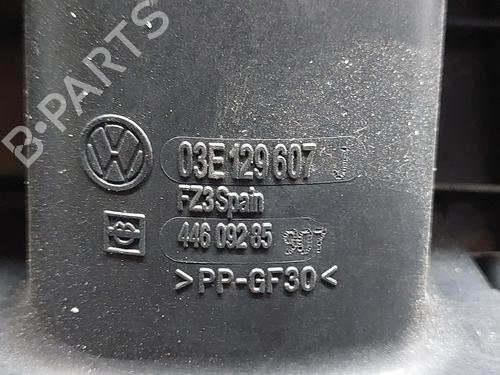 B-PARTS
03E 129 607 J
FZ3 Spain
446 092 85
>PP-GF30<